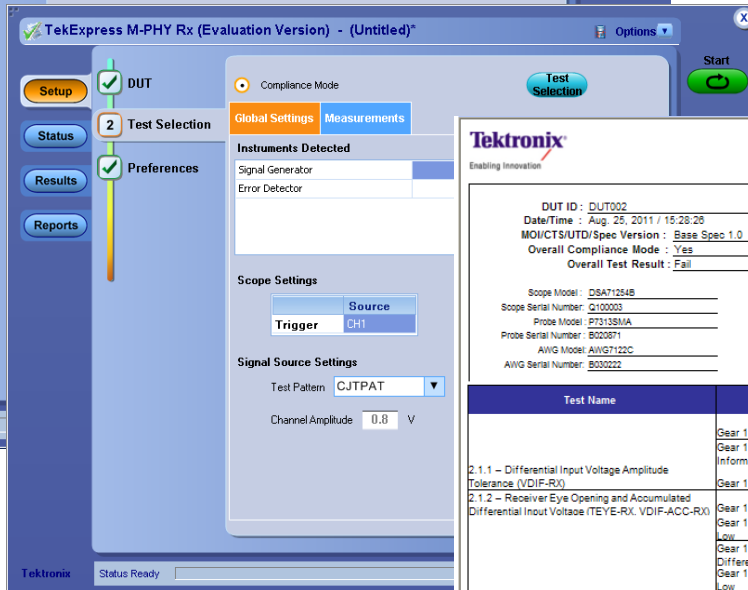 TekExpress M-PHY Rx (Evaluation Version) - (Untitled)*
Options
x
Start
Setup
Status
Results
Reports
DUT
2 Test Selection
Preferences
Compliance Mode
Test Selection
Global Settings Measurements
Instruments Detected
Signal Generator
Error Detector
Scope Settings
Source
Trigger CH1
Signal Source Settings
Test Pattern CJTPAT
Channel Amplitude 0.8 V
Tektronix
Status Ready
Tektronix
Enabling Innovation
DUT ID : DUT002
Date/Time : Aug. 25, 2011 / 15:28:26
MOI/CTS/UTD/Spec Version : Base Spec 1.0
Overall Compliance Mode : Yes
Overall Test Result : Fail
Scope Model : DSA71254B
Scope Serial Number: Q100003
Probe Model : P7313SMA
Probe Serial Number : B020871
AWG Model: AWG7122C
AWG Serial Number: B030222
Test Name
Gear 1
Gear 1
Inform
2.1.1 – Differential Input Voltage Amplitude
Tolerance (VDIF-RX) Gear 1
2.1.2 – Receiver Eye Opening and Accumulated
Differential Input Voltage (TEYE-RX, VDIF-ACC-RX) Gear 1
Gear 1
Low
Gear 1
Differe
Gear 1
Low